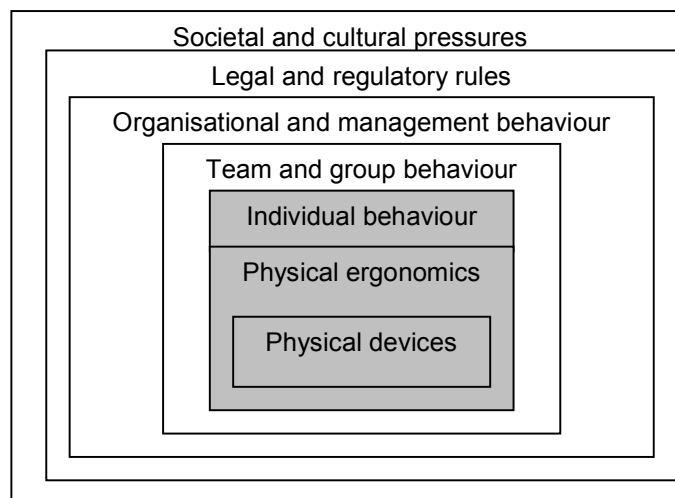 Societal and cultural pressures
Legal and regulatory rules
Organisational and management behaviour
Team and group behaviour
Individual behaviour
Physical ergonomics
Physical devices